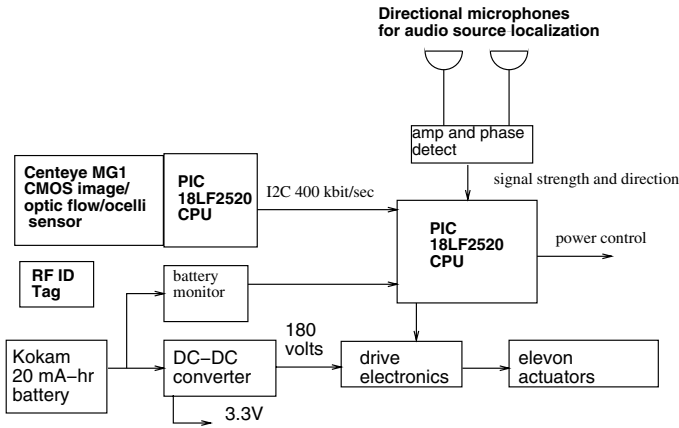 Directional microphones
for audio source localization
amp and phase
detect
signal strength and direction
Centeye MG1
CMOS image/
optic flow/ocelli
sensor
PIC
18LF2520
CPU
I2C 400 kbit/sec
PIC
18LF2520
CPU
power control
RF ID
Tag
battery
monitor
180
volts
Kokam
20 mA−hr
battery
DC−DC
converter
drive
electronics
elevon
actuators
3.3V